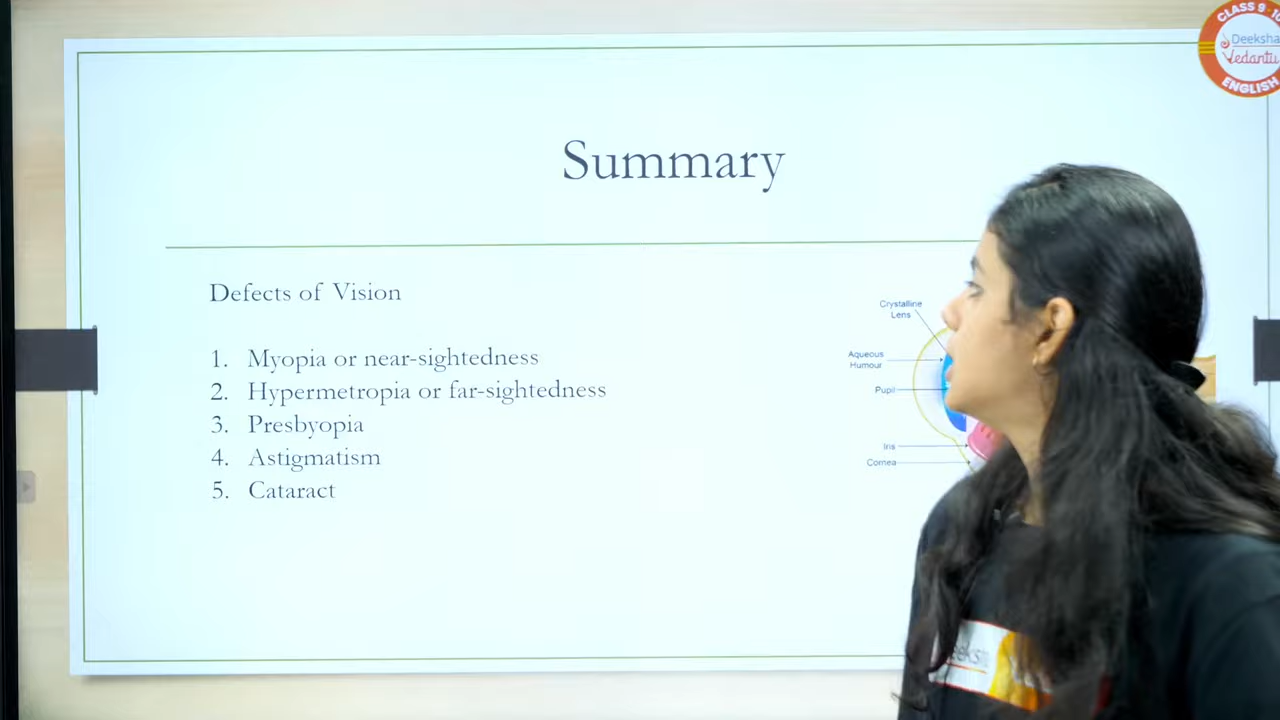 CLASS 9 - 10
Deeksha
Vedantu
ENGLISH
Summary
Defects of Vision
1. Myopia or near-sightedness
2. Hypermetropia or far-sightedness
3. Presbyopia
4. Astigmatism
5. Cataract
Crystalline
Lens
Aqueous
Humour
Pupil
Iris
Cornea